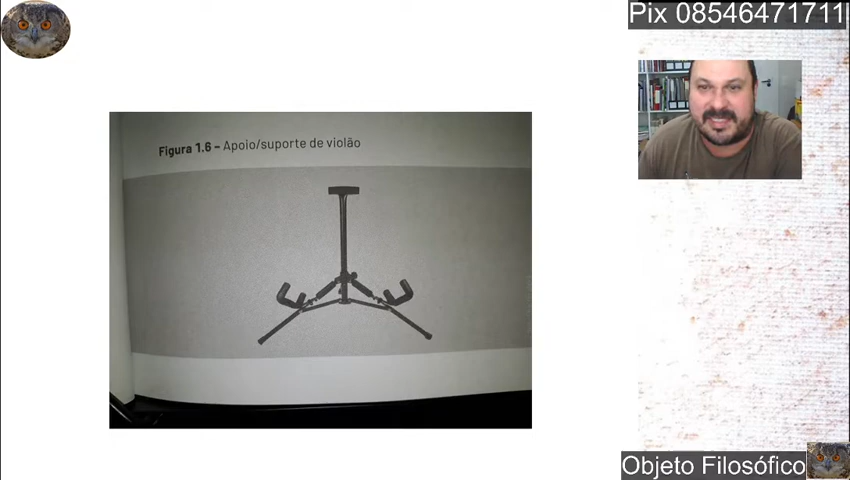 Pix 08546471711
Figura 1.6 – Apoio/suporte de violão
Objeto Filosófico